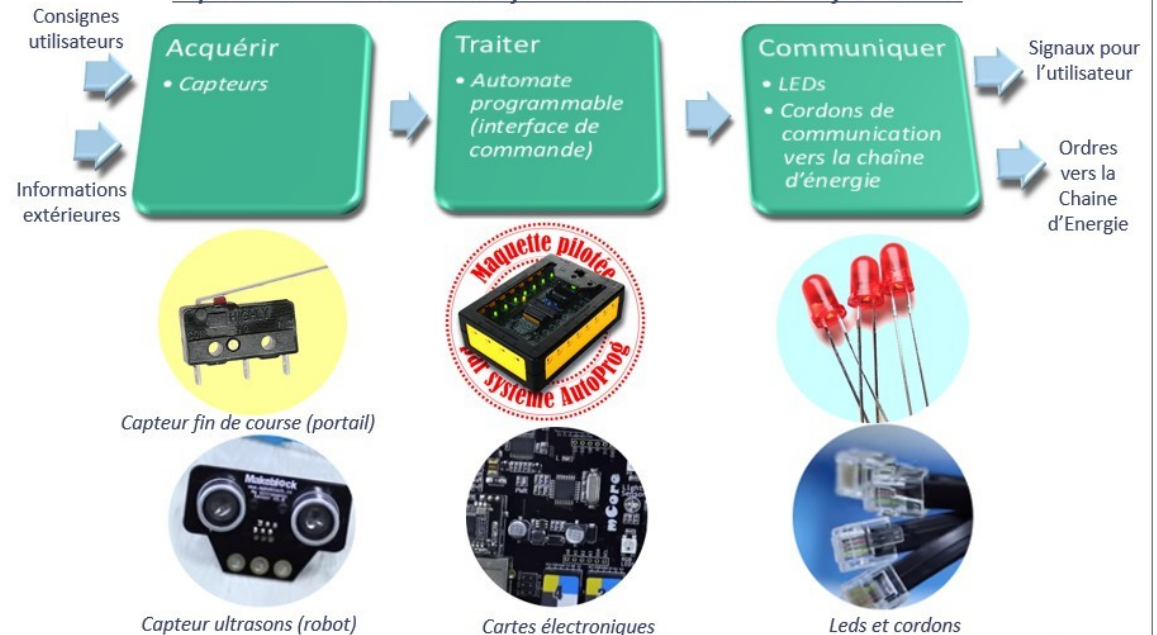 Consignes
utilisateurs
Informations
extérieures
Acquérir
• Capteurs
Traiter
• Automate
programmable
(interface de
commande)
Communiquer
• LEDs
• Cordons de
communication
vers la chaîne
d'énergie
Signaux pour
l'utilisateur
Ordres
vers la
Chaine
d'Energie
Maquette pilotée
par système AutoProg
Capteur fin de course (portail)
Makeblock
mCore
Capteur ultrasons (robot)
Cartes électroniques
Leds et cordons